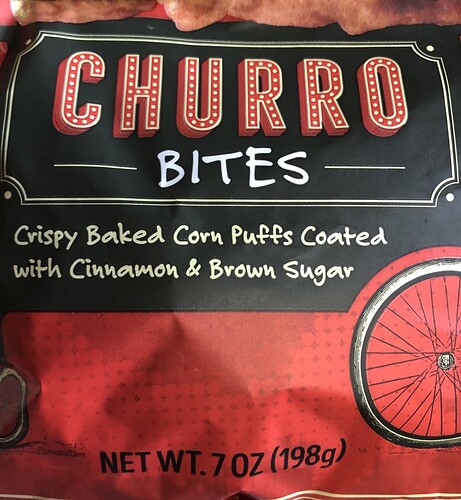 CHURRO
BITES
Crispy Baked Corn Puffs Coated
with Cinnamon & Brown Sugar
NET WT. 7 OZ (198g)